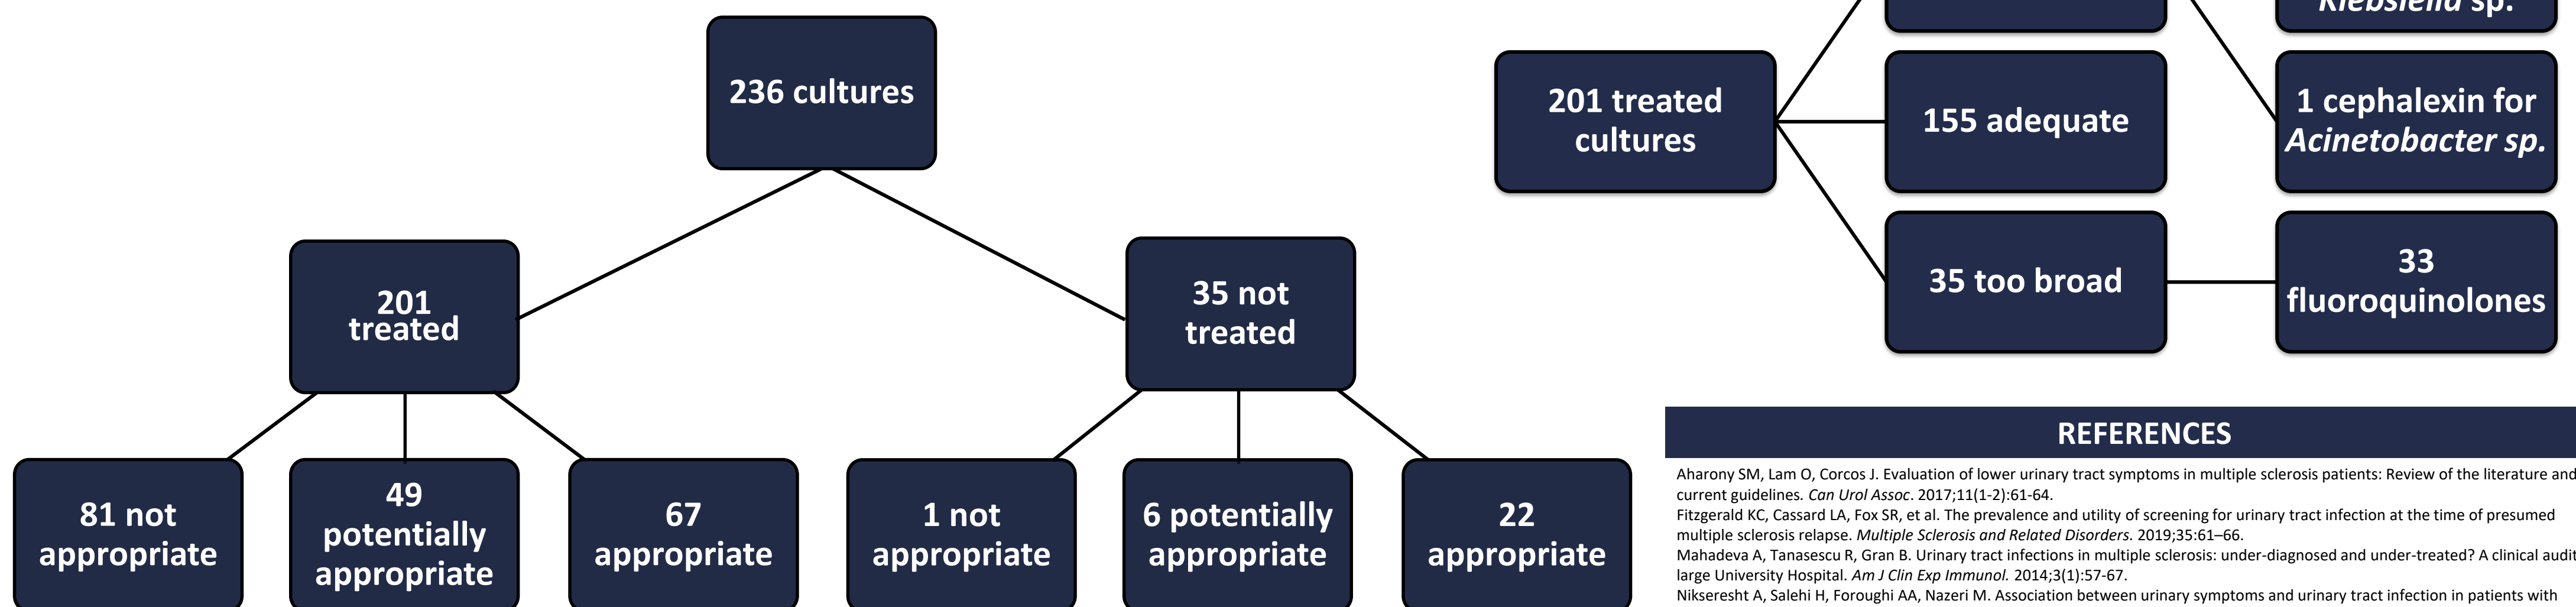 236 cultures
201
treated
35 not
treated
81 not
appropriate
49
potentially
appropriate
67
appropriate
1 not
appropriate
6 potentially
appropriate
22
appropriate
Klebsiella sp.
201 treated
cultures
155 adequate
1 cephalexin for
Acinetobacter sp.
35 too broad
33
fluoroquinolones
REFERENCES
Aharony SM, Lam O, Corcos J. Evaluation of lower urinary tract symptoms in multiple sclerosis patients: Review of the literature and
current guidelines. Can Urol Assoc. 2017;11(1-2):61-64.
Fitzgerald KC, Cassard LA, Fox SR, et al. The prevalence and utility of screening for urinary tract infection at the time of presumed
multiple sclerosis relapse. Multiple Sclerosis and Related Disorders. 2019;35:61–66.
Mahadeva A, Tanasescu R, Gran B. Urinary tract infections in multiple sclerosis: under-diagnosed and under-treated? A clinical audit
large University Hospital. Am J Clin Exp Immunol. 2014;3(1):57-67.
Nikseresht A, Salehi H, Foroughi AA, Nazeri M. Association between urinary symptoms and urinary tract infection in patients with